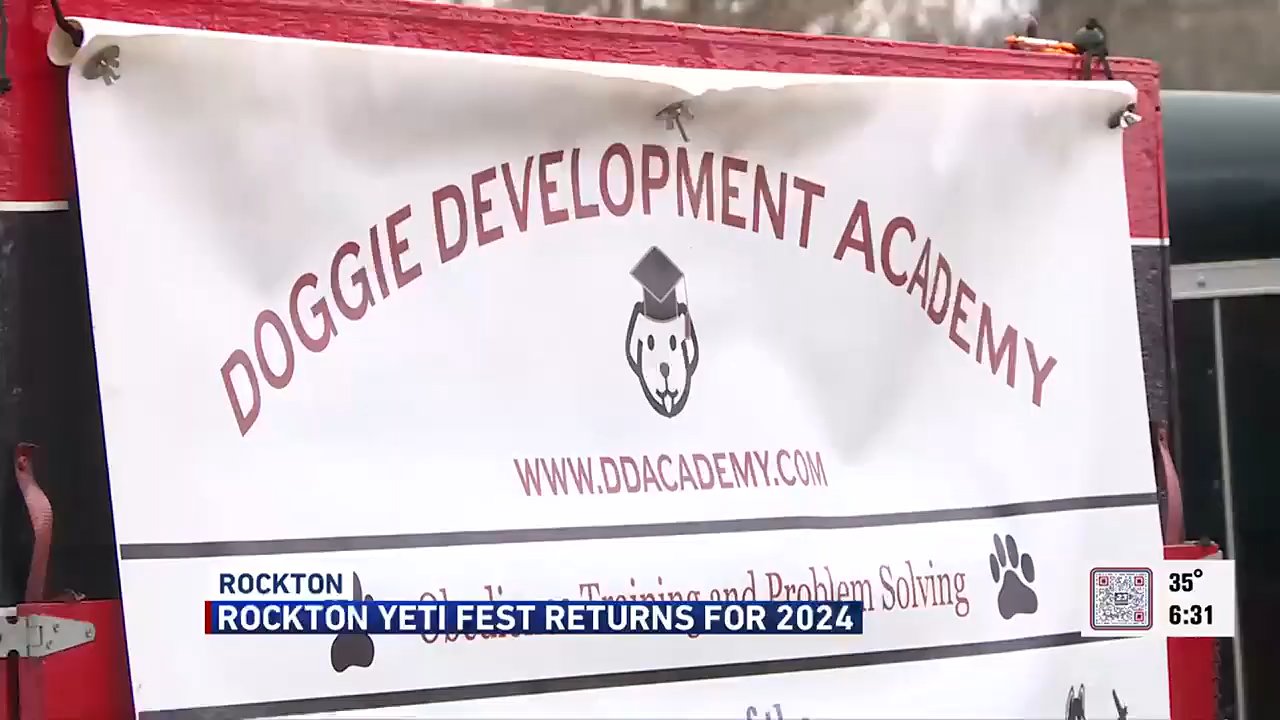 DOGGIE DEVELOPMENT ACADEMY
WWW.DDACADEMY.COM
Obedience Training and Problem Solving
ROCKTON
ROCKTON YETI FEST RETURNS FOR 2024
35°
6:31